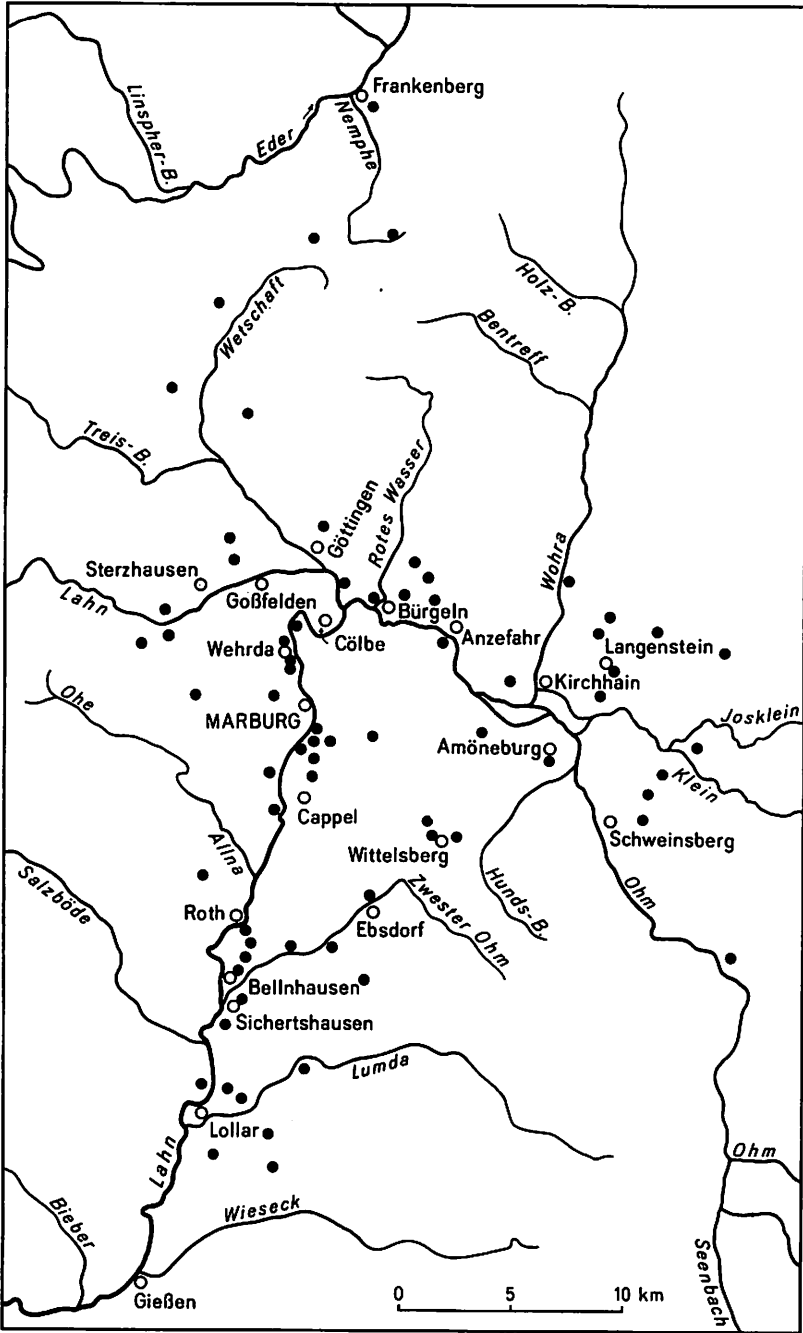 Frankenberg
Linspher-B.
Eder
Nemphe
Holz-B.
Wetschaft
Bentreff
Treis-B.
Rotes Wasser
Göttingen
Wohra
Sterzhausen
Goßfelden
Lahn
Bürgeln
Cölbe
Anzefahr
Wehrda
Langenstein
Ohe
Kirchhain
MARBURG
Josklein
Amöneburg
Klein
Cappel
Schweinsberg
Allna
Wittelsberg
Salzböde
Hunds-B.
Zwester Ohm
Ohm
Roth
Ebsdorf
Bellnhausen
Sichertshausen
Lumda
Lollar
Lahn
Ohm
Wieseck
Bieber
Seenbach
Gießen
0 5 10 km